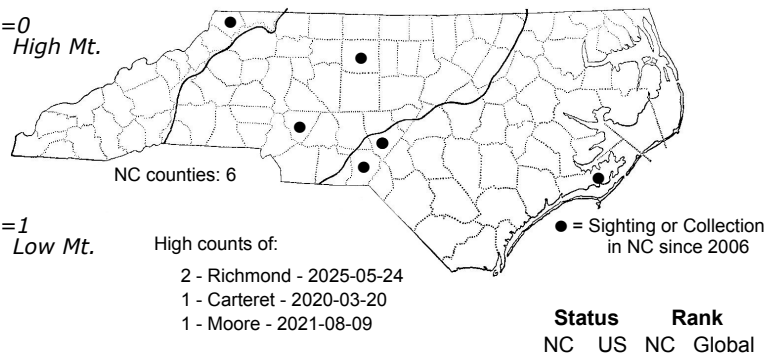 =0
High Mt.
NC counties: 6
=1
Low Mt.
High counts of:
2 - Richmond - 2025-05-24
1 - Carteret - 2020-03-20
1 - Moore - 2021-08-09
● = Sighting or Collection
in NC since 2006
Status Rank
NC US NC Global